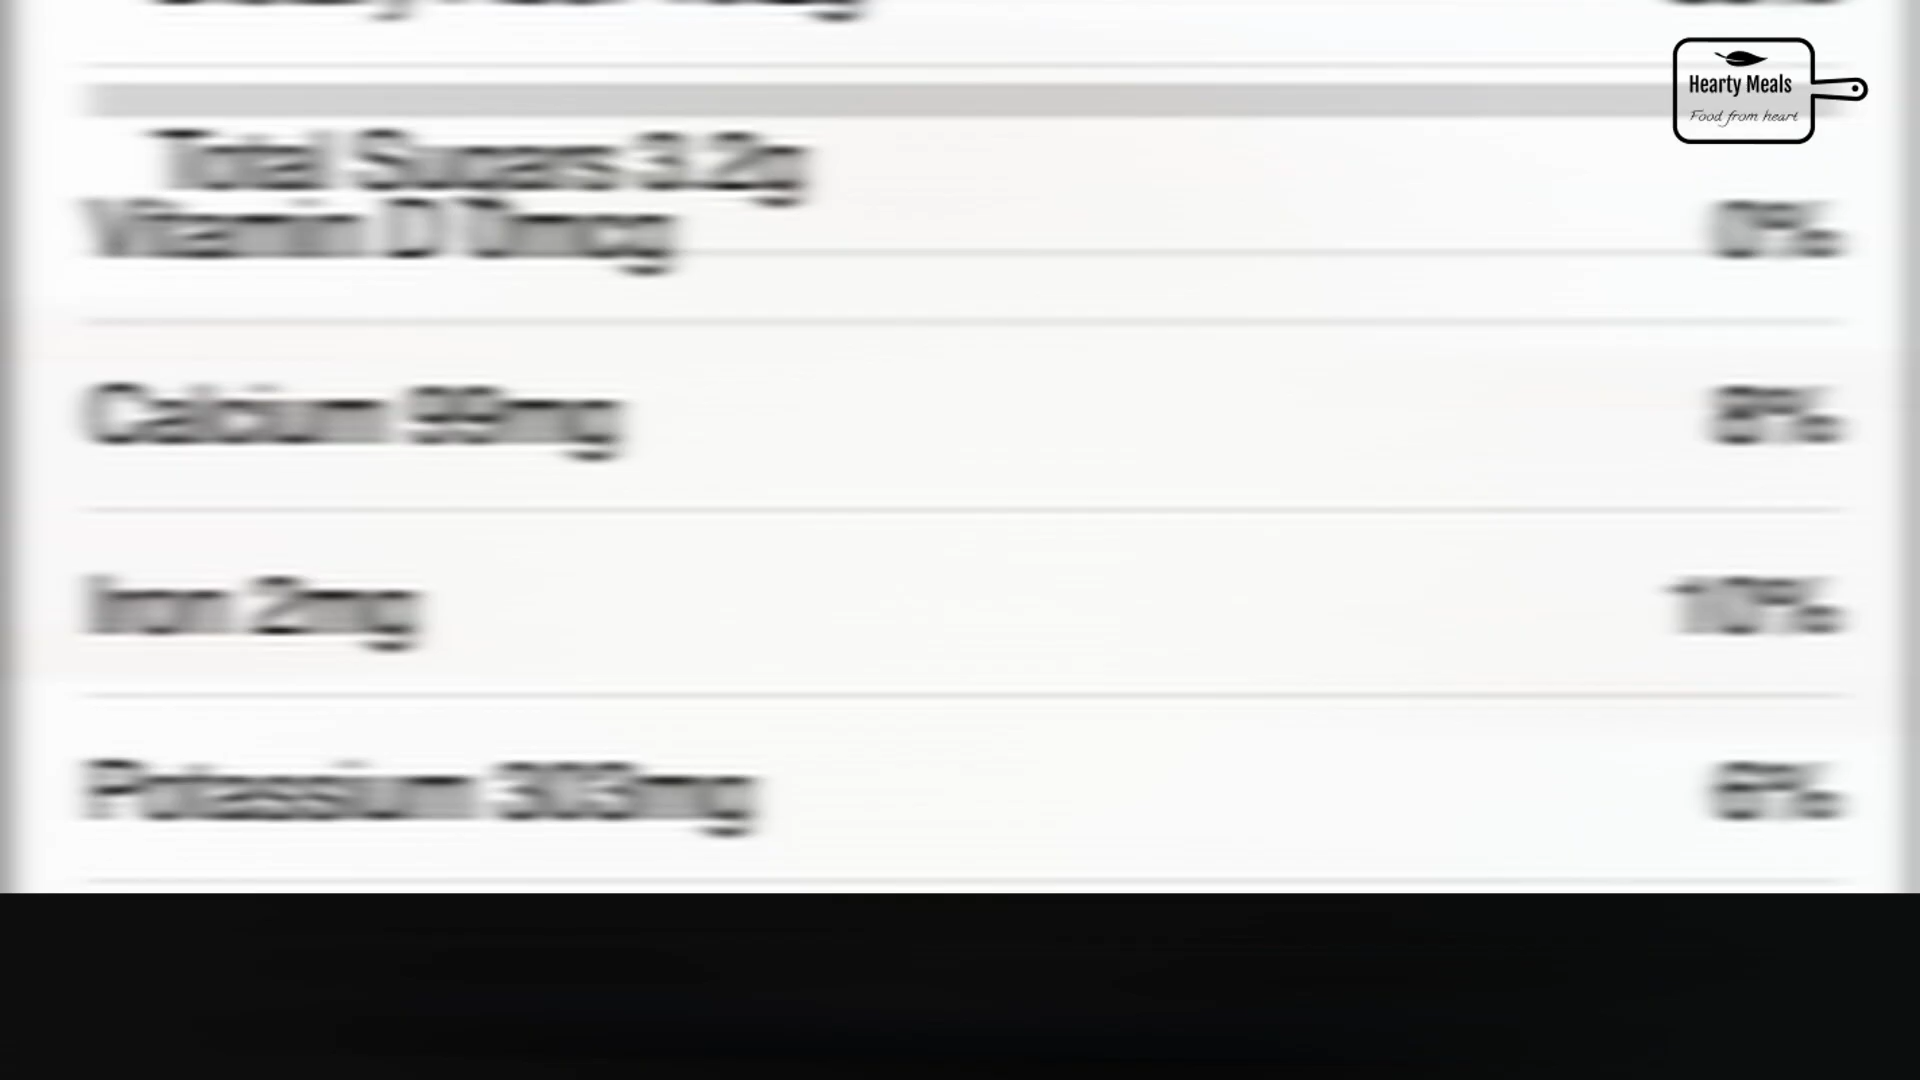 Hearty Meals
Food from heart
Total Sugars 3.2g
Vitamin D 0mcg 0%
Calcium 99mg 8%
Iron 2mg 10%
Potassium 303mg 6%